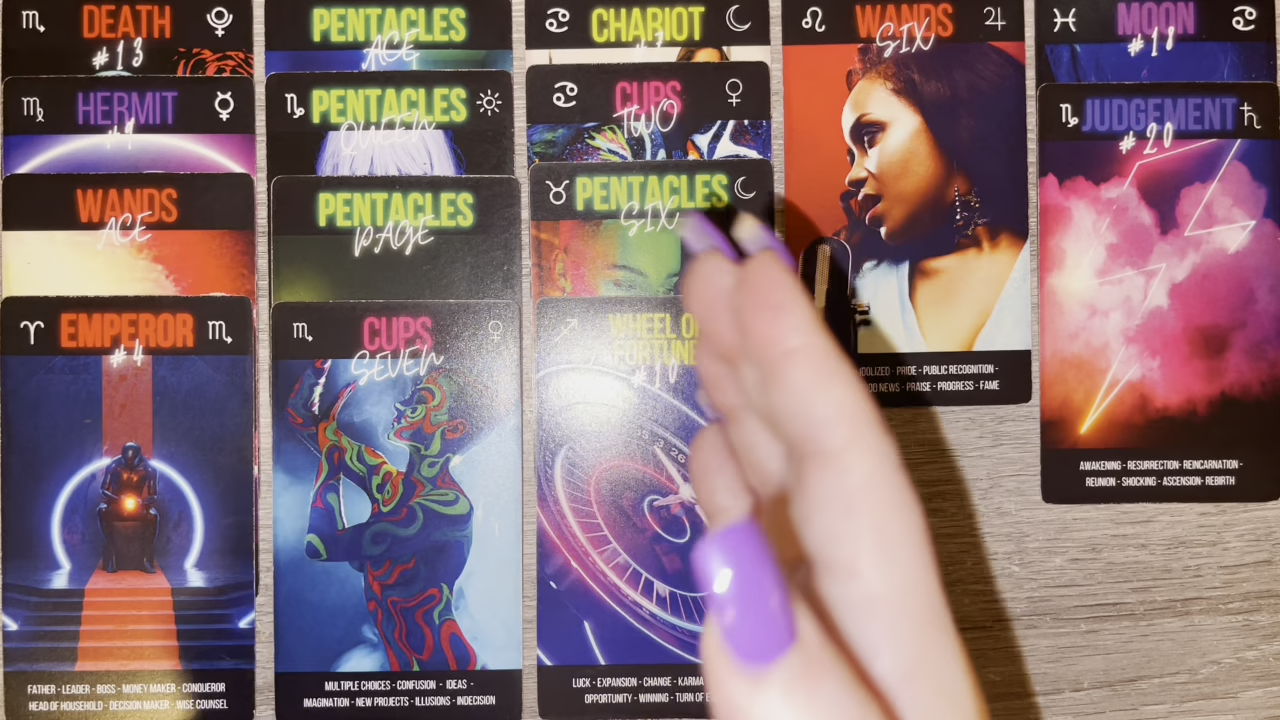 DEATH
#13
HERMIT
#9
WANDS
ACE
EMPEROR
#4
FATHER - LEADER - BOSS - MONEY MAKER - CONQUEROR
HEAD OF HOUSEHOLD - DECISION MAKER - WISE COUNSEL
PENTACLES
ACE
PENTACLES
QUEEN
PENTACLES
PAGE
CUPS
SEVEN
MULTIPLE CHOICES - CONFUSION - IDEAS -
IMAGINATION - NEW PROJECTS - ILLUSIONS - INDECISION
CHARIOT
#7
CUPS
TWO
PENTACLES
SIX
WHEEL OF
FORTUNE
#10
26
LUCK - EXPANSION - CHANGE - KARMA
OPPORTUNITY - WINNING - TURN OF
WANDS
SIX
IDOLIZED - PRIDE - PUBLIC RECOGNITION -
NEWS - PRAISE - PROGRESS - FAME
MOON
#18
JUDGEMENT
#20
AWAKENING - RESURRECTION- REINCARNATION -
REUNION - SHOCKING - ASCENSION- REBIRTH